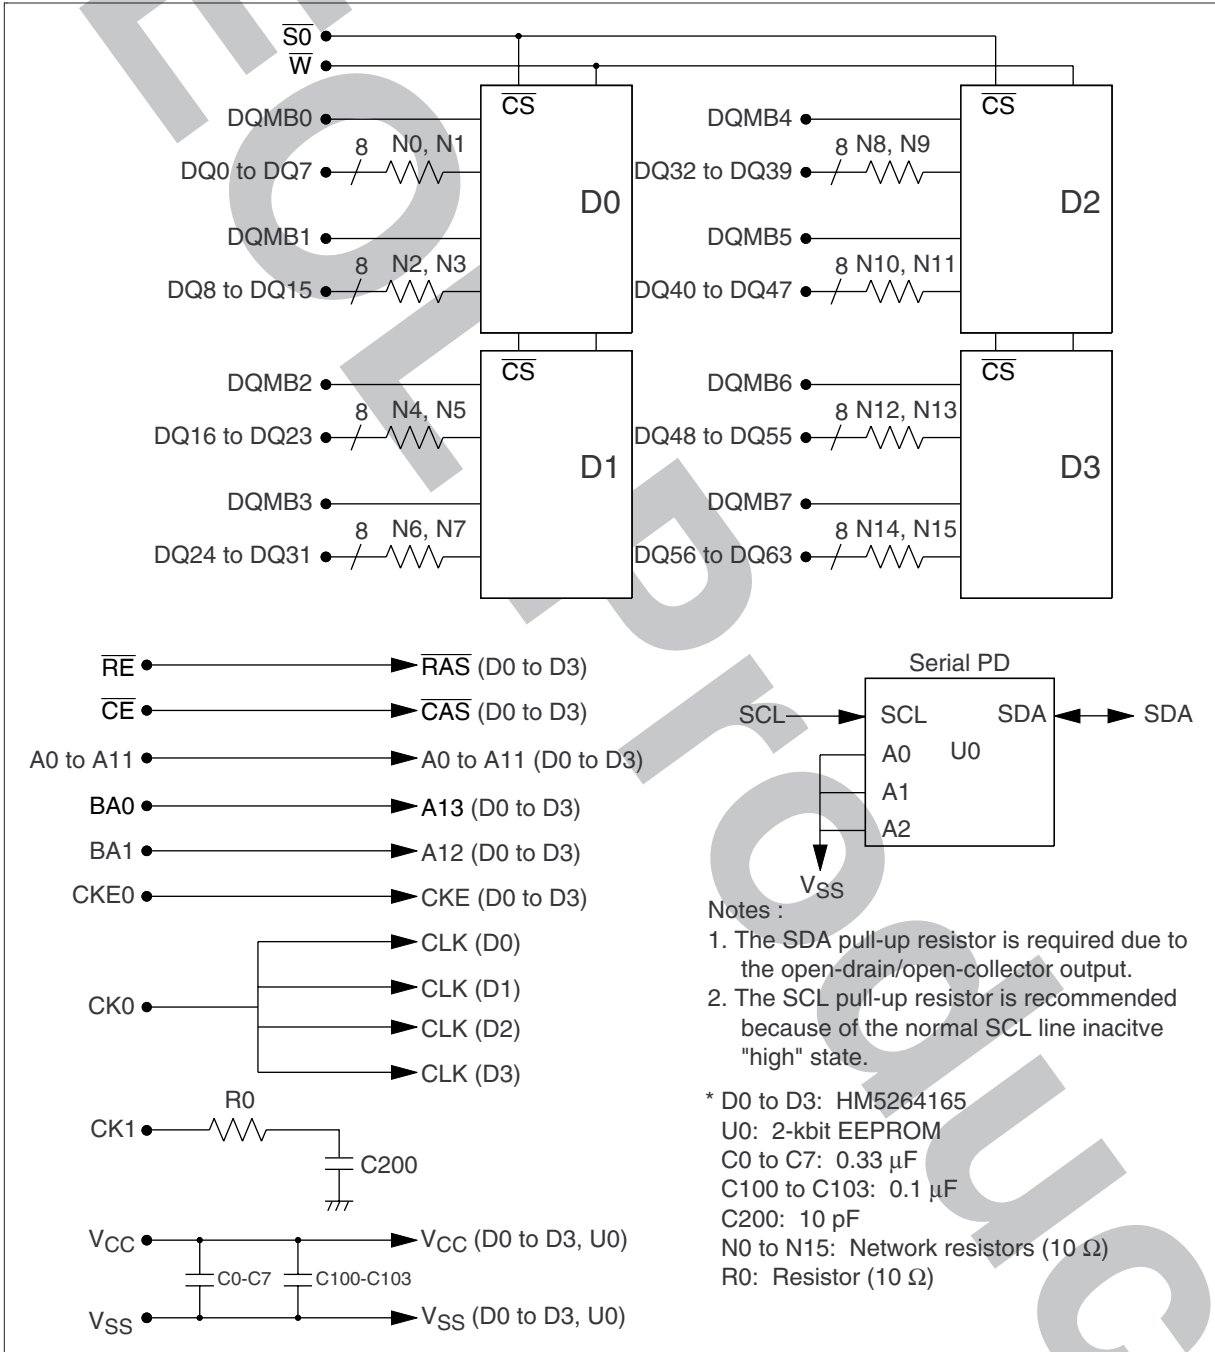 S0
W
CS
CS
DQMB0
DQMB4
8 N0, N1
8 N8, N9
DQ0 to DQ7
DQ32 to DQ39
D0
D2
DQMB1
DQMB5
8 N2, N3
8 N10, N11
DQ8 to DQ15
DQ40 to DQ47
CS
CS
DQMB2
DQMB6
8 N4, N5
8 N12, N13
DQ16 to DQ23
DQ48 to DQ55
D1
D3
DQMB3
DQMB7
8 N6, N7
8 N14, N15
DQ24 to DQ31
DQ56 to DQ63
RE
RAS (D0 to D3)
CE
CAS (D0 to D3)
A0 to A11
A0 to A11 (D0 to D3)
BA0
A13 (D0 to D3)
BA1
A12 (D0 to D3)
CKE0
CKE (D0 to D3)
CK0
CLK (D0)
CLK (D1)
CLK (D2)
CLK (D3)
CK1
R0
C200
VCC
VCC (D0 to D3, U0)
C0-C7
C100-C103
VSS
VSS (D0 to D3, U0)
Serial PD
SCL
SCL
SDA
SDA
A0
U0
A1
A2
VSS
Notes :
1. The SDA pull-up resistor is required due to
the open-drain/open-collector output.
2. The SCL pull-up resistor is recommended
because of the normal SCL line inacitve
"high" state.
* D0 to D3: HM5264165
U0: 2-kbit EEPROM
C0 to C7: 0.33 μF
C100 to C103: 0.1 μF
C200: 10 pF
N0 to N15: Network resistors (10 Ω)
R0: Resistor (10 Ω)
EOL Produc